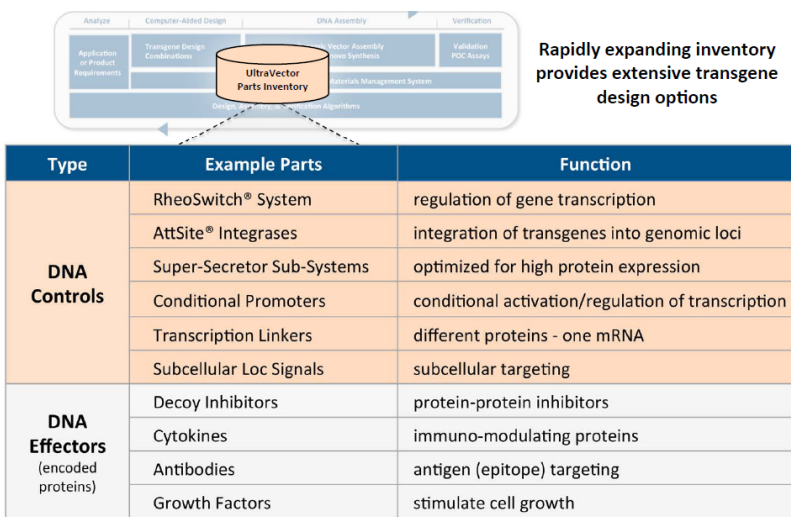 Analyze Computer-Aided Design DNA Assembly Verification
Application
or Product
Requirements
Transgene Design
Combinations
Vector Assembly
Synthesis
Validation
POC Assays
UltraVector
Parts Inventory
Materials Management System
Design, Algorithms
Rapidly expanding inventory
provides extensive transgene
design options
Type Example Parts Function
DNA
Controls
RheoSwitch® System regulation of gene transcription
AttSite® Integrases integration of transgenes into genomic loci
Super-Secretor Sub-Systems optimized for high protein expression
Conditional Promoters conditional activation/regulation of transcription
Transcription Linkers different proteins - one mRNA
Subcellular Loc Signals subcellular targeting
DNA
Effectors
(encoded
proteins)
Decoy Inhibitors protein-protein inhibitors
Cytokines immuno-modulating proteins
Antibodies antigen (epitope) targeting
Growth Factors stimulate cell growth